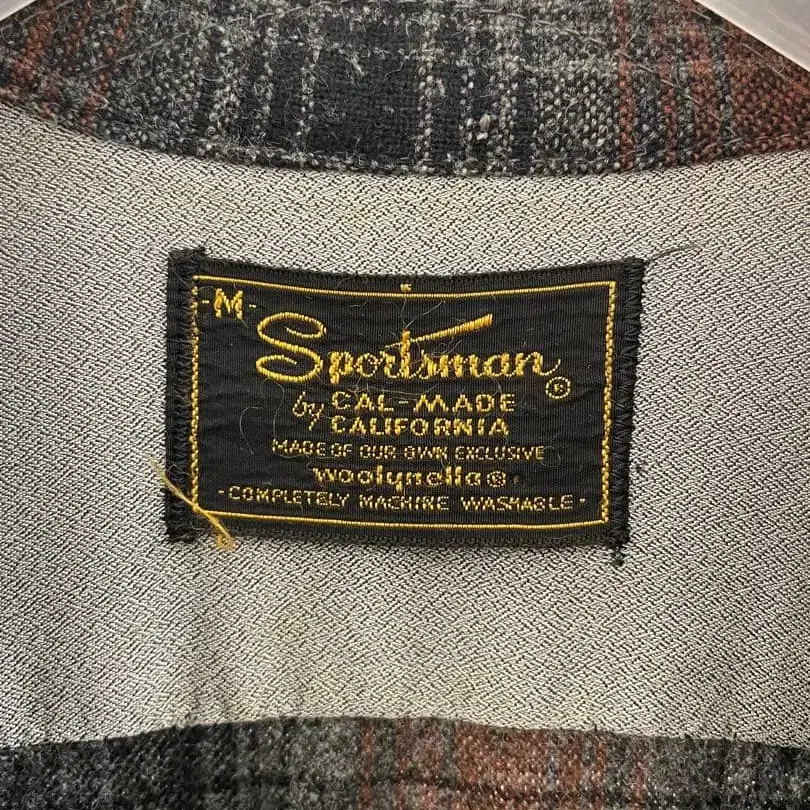 -M-
Sportsman®
by CAL-MADE
CALIFORNIA
MADE OF OUR OWN EXCLUSIVE
woolynella®
-COMPLETELY MACHINE WASHABLE-